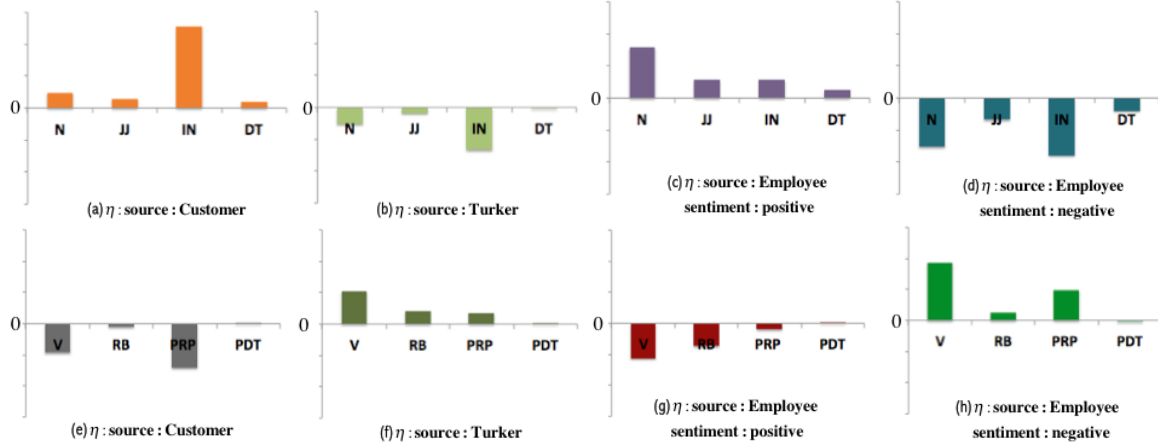 0
N JJ IN DT
(a) η : source : Customer
0
N JJ IN DT
(b) η : source : Turker
0
N JJ IN DT
(c) η : source : Employee
sentiment : positive
0
N JJ IN DT
(d) η : source : Employee
sentiment : negative
0
V RB PRP PDT
(e) η : source : Customer
0
V RB PRP PDT
(f) η : source : Turker
0
V RB PRP PDT
(g) η : source : Employee
sentiment : positive
0
V RB PRP PDT
(h) η : source : Employee
sentiment : negative